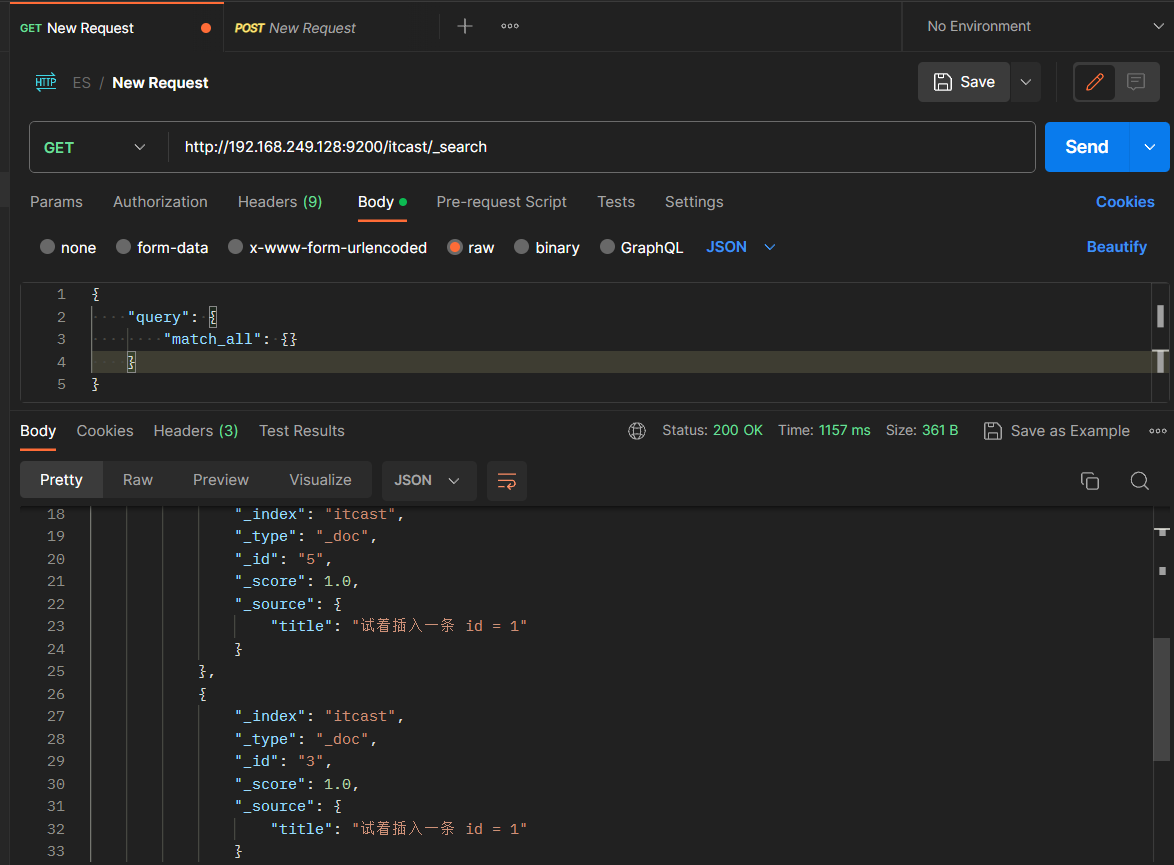 GET New Request POST New Request No Environment
HTTP ES / New Request Save
GET http://192.168.249.128:9200/itcast/_search Send
Params Authorization Headers (9) Body Pre-request Script Tests Settings Cookies
none form-data x-www-form-urlencoded raw binary GraphQL JSON Beautify
1 {
2 "query": {
3 "match_all": {}
4 }
5 }
Body Cookies Headers (3) Test Results Status: 200 OK Time: 1157 ms Size: 361 B Save as Example
Pretty Raw Preview Visualize JSON
18 "_index": "itcast",
19 "_type": "_doc",
20 "_id": "5",
21 "_score": 1.0,
22 "_source": {
23 "title": "试着插入一条 id = 1"
24 }
25 },
26 {
27 "_index": "itcast",
28 "_type": "_doc",
29 "_id": "3",
30 "_score": 1.0,
31 "_source": {
32 "title": "试着插入一条 id = 1"
33 }